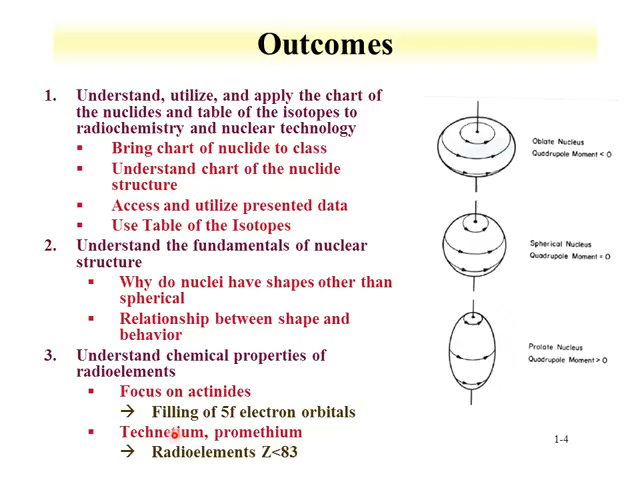 Outcomes
1. Understand, utilize, and apply the chart of
the nuclides and table of the isotopes to
radiochemistry and nuclear technology
▪ Bring chart of nuclide to class
▪ Understand chart of the nuclide
structure
▪ Access and utilize presented data
▪ Use Table of the Isotopes
2. Understand the fundamentals of nuclear
structure
▪ Why do nuclei have shapes other than
spherical
▪ Relationship between shape and
behavior
3. Understand chemical properties of
radioelements
▪ Focus on actinides
→ Filling of 5f electron orbitals
▪ Technetium, promethium
→ Radioelements Z<83
Oblate Nucleus
Quadrupole Moment < 0
Spherical Nucleus
Quadrupole Moment = 0
Prolate Nucleus
Quadrupole Moment > 0
1-4